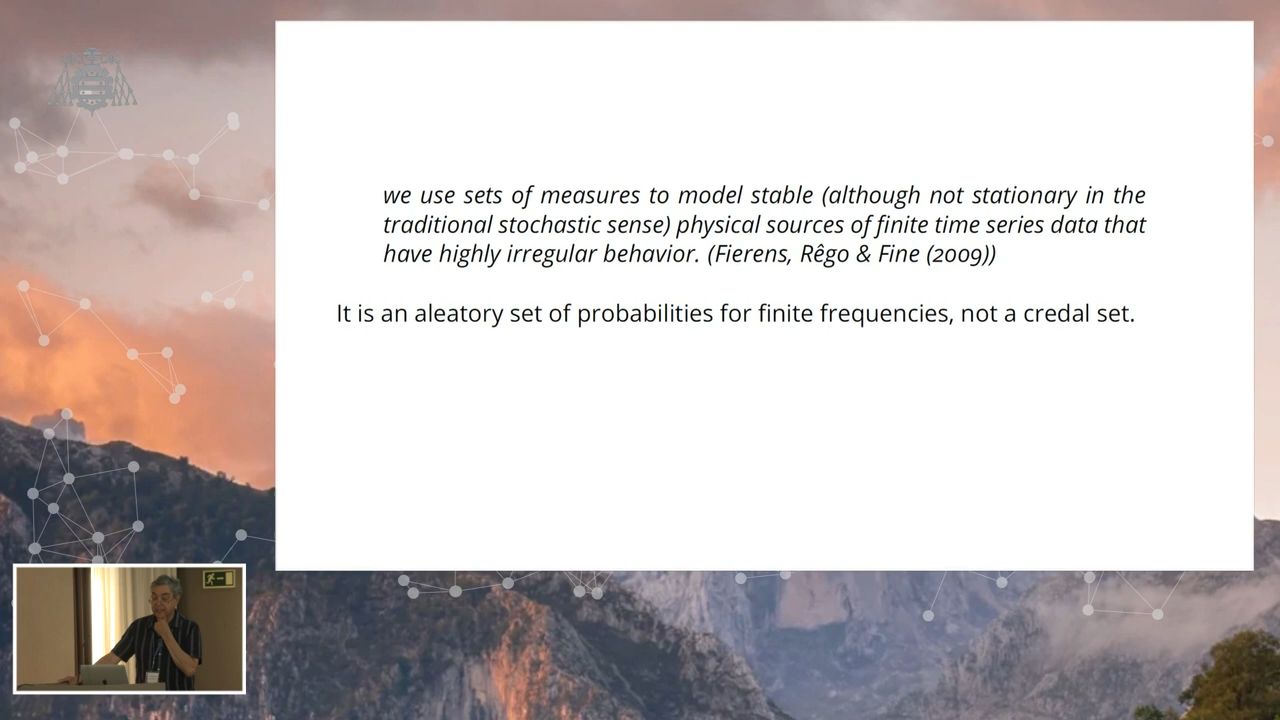 we use sets of measures to model stable (although not stationary in the
traditional stochastic sense) physical sources of finite time series data that
have highly irregular behavior. (Fierens, Rêgo & Fine (2009))
It is an aleatory set of probabilities for finite frequencies, not a credal set.